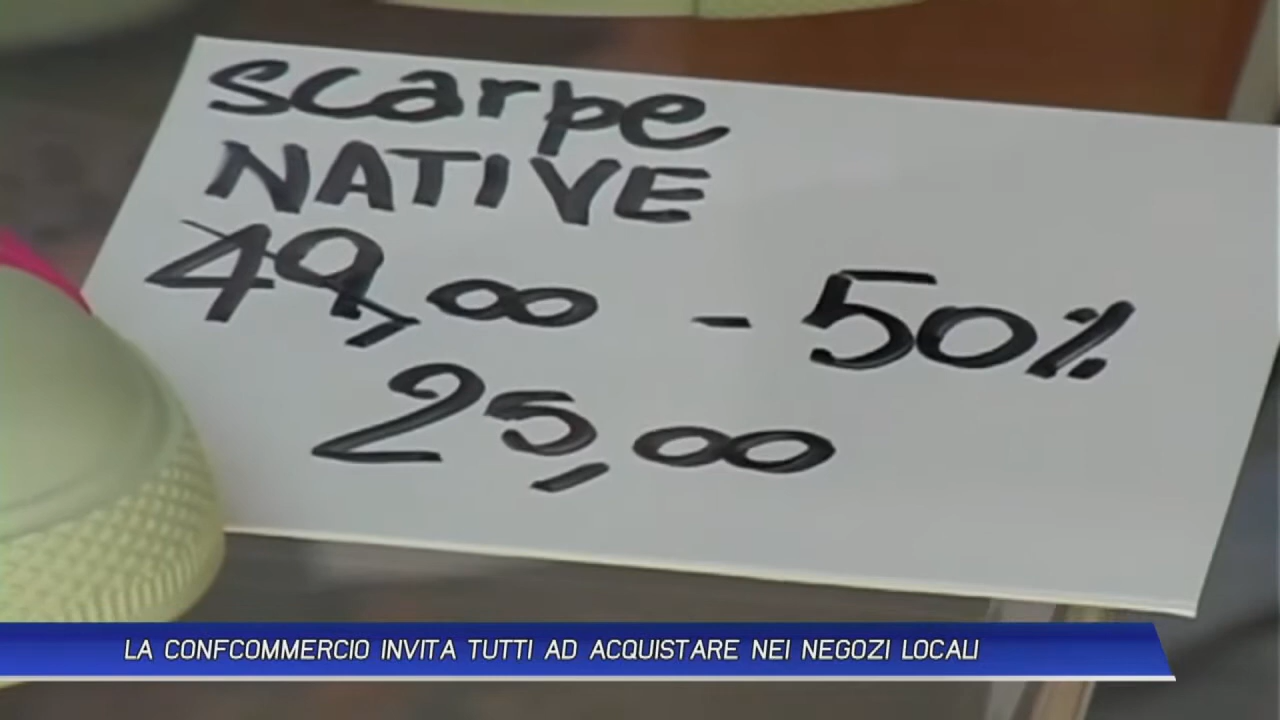 scarpe
NATIVE
49,00 - 50%
25,00
LA CONFCOMMERCIO INVITA TUTTI AD ACQUISTARE NEI NEGOZI LOCALI